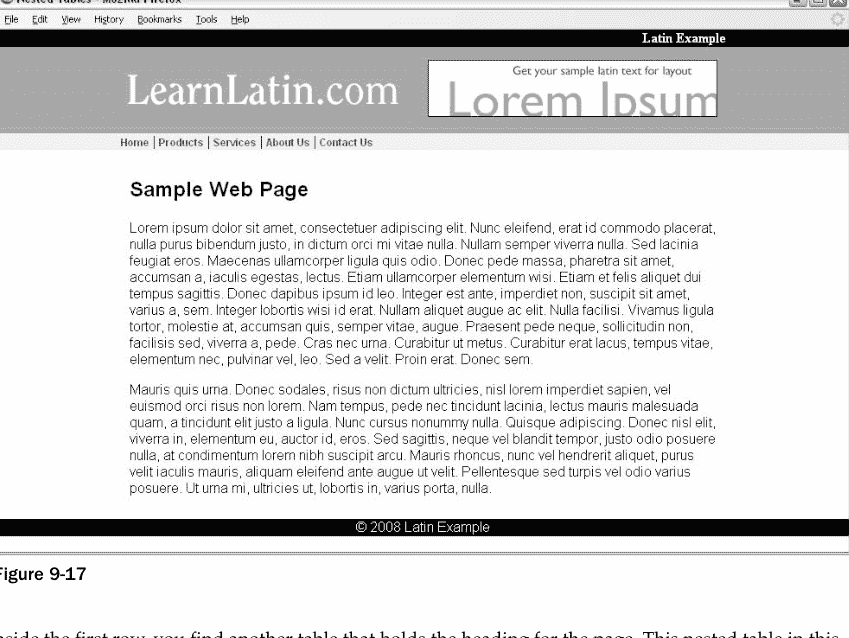 Nested Tables - Mozilla Firefox
File Edit View History Bookmarks Tools Help
Latin Example
LearnLatin.com
Get your sample latin text for layout
Lorem Ipsum
Home | Products | Services | About Us | Contact Us
Sample Web Page
Lorem ipsum dolor sit amet, consectetuer adipiscing elit. Nunc eleifend, erat id commodo placerat,
nulla purus bibendum justo, in dictum orci mi vitae nulla. Nullam semper viverra nulla. Sed lacinia
feugiat eros. Maecenas ullamcorper ligula quis odio. Donec pede massa, pharetra sit amet,
accumsan a, iaculis egestas, lectus. Etiam ullamcorper elementum wisi. Etiam et felis aliquet dui
tempus sagittis. Donec dapibus ipsum id leo. Integer est ante, imperdiet non, suscipit sit amet,
varius a, sem. Integer lobortis wisi id erat. Nullam aliquet augue ac elit. Nulla facilisi. Vivamus ligula
tortor, molestie at, accumsan quis, semper vitae, augue. Praesent pede neque, sollicitudin non,
facilisis sed, viverra a, pede. Cras nec urna. Curabitur ut metus. Curabitur erat lacus, tempus vitae,
elementum nec, pulvinar vel, leo. Sed a velit. Proin erat. Donec sem.
Mauris quis urna. Donec sodales, risus non dictum ultricies, nisl lorem imperdiet sapien, vel
euismod orci risus non lorem. Nam tempus, pede nec tincidunt lacinia, lectus mauris malesuada
quam, a tincidunt elit justo a ligula. Nunc cursus nonummy nulla. Quisque adipiscing. Donec nisl elit,
viverra in, elementum eu, auctor id, eros. Sed sagittis, neque vel blandit tempor, justo odio posuere
nulla, at condimentum lorem nibh suscipit arcu. Mauris rhoncus, nunc vel hendrerit aliquet, purus
velit iaculis mauris, aliquam eleifend ante augue ut velit. Pellentesque sed turpis vel odio varius
posuere. Ut urna mi, ultricies ut, lobortis in, varius porta, nulla.
© 2008 Latin Example
igure 9-17
nside the first row, you find another table that holds the heading for the page. This nested table in this